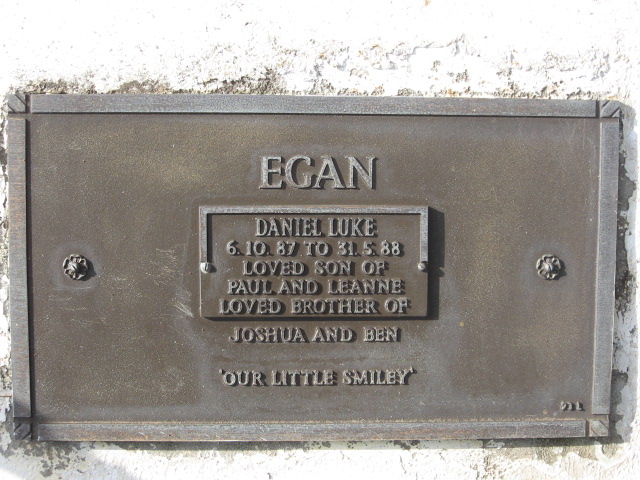 EGAN
DANIEL LUKE
6.10.87 TO 31.5.88
LOVED SON OF
PAUL AND LEANNE
LOVED BROTHER OF
JOSHUA AND BEN
'OUR LITTLE SMILEY'